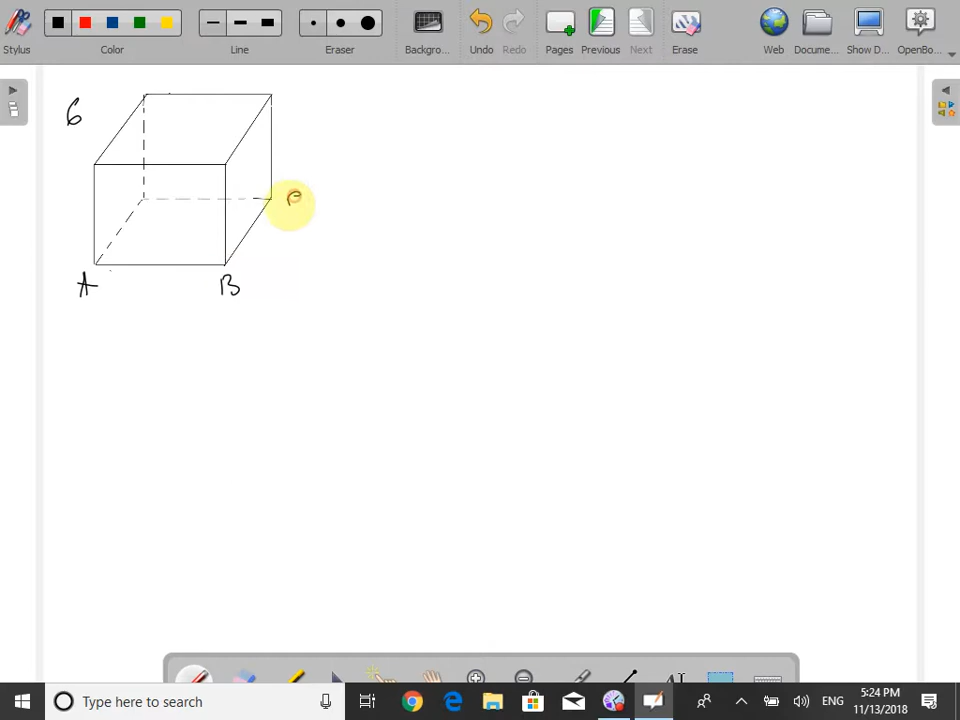 Stylus
Color
Line
Eraser
Backgro...
Undo
Redo
Pages
Previous
Next
Erase
Web
Docume...
Show D...
OpenBo...
6
A
B
Type here to search
ENG
5:24 PM
11/13/2018